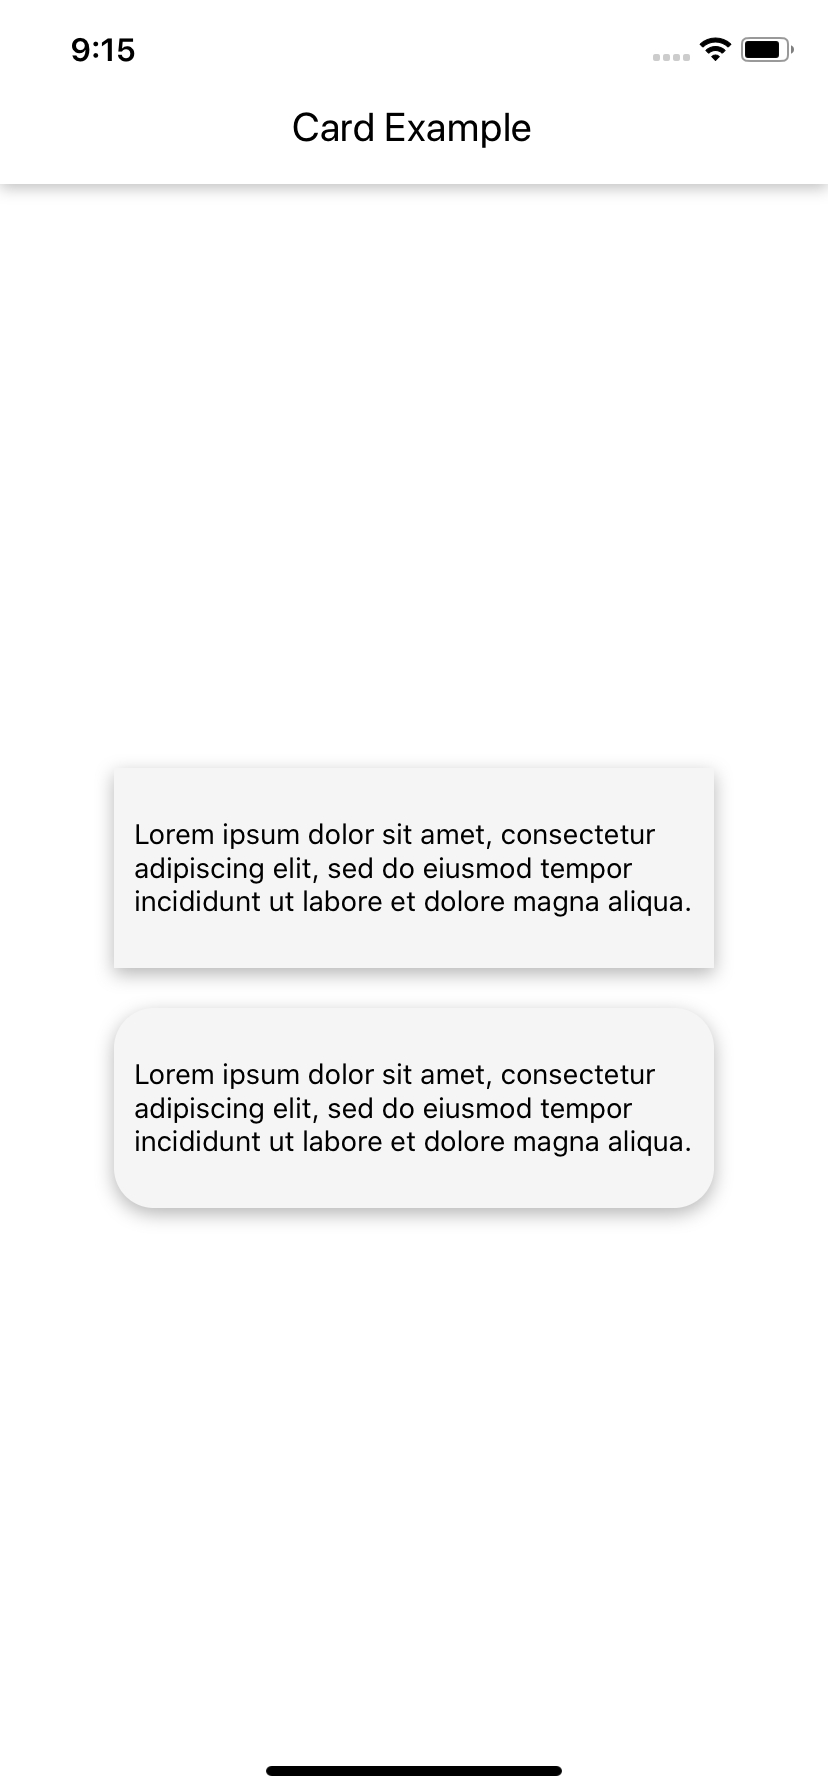 9:15
Card Example
Lorem ipsum dolor sit amet, consectetur
adipiscing elit, sed do eiusmod tempor
incididunt ut labore et dolore magna aliqua.
Lorem ipsum dolor sit amet, consectetur
adipiscing elit, sed do eiusmod tempor
incididunt ut labore et dolore magna aliqua.